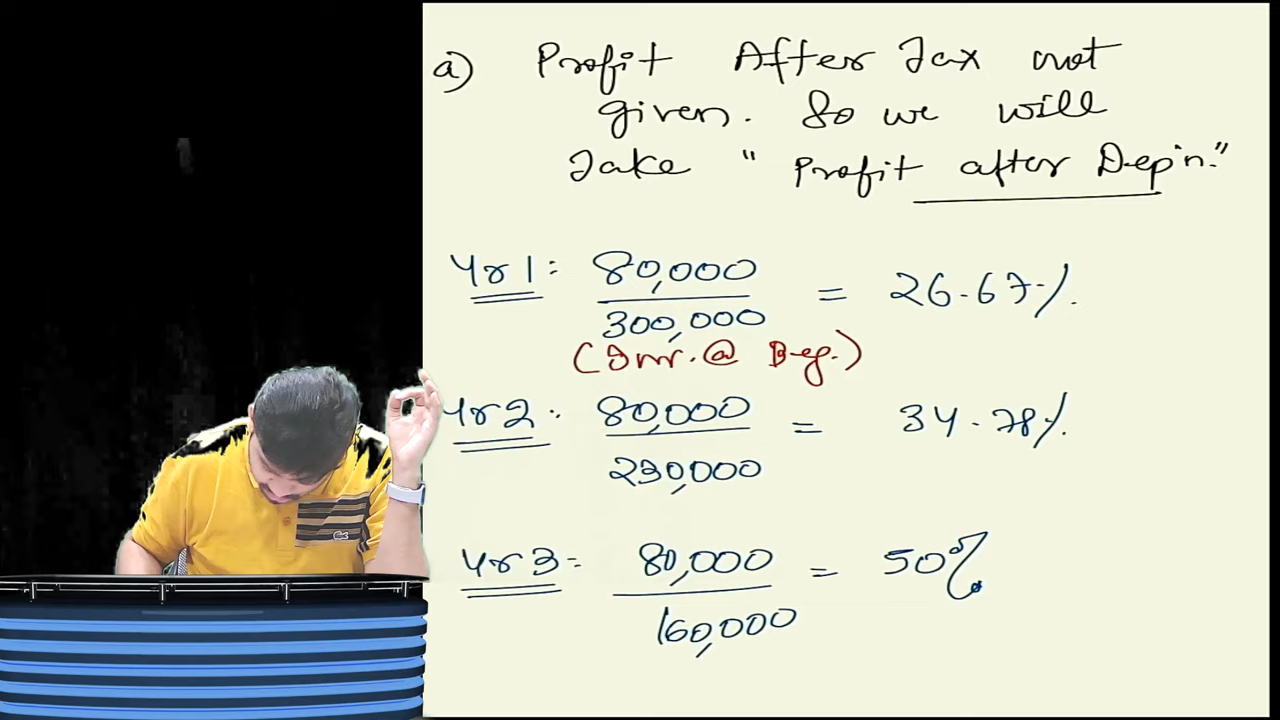 a) Profit After Tax not
given. So we will
Take " Profit after Dep'n."
Yr 1: 80,000 / 300,000 = 26.67%.
(Inv. @ Beg.)
Yr 2: 80,000 / 230,000 = 34.78%.
Yr 3: 80,000 / 160,000 = 50%